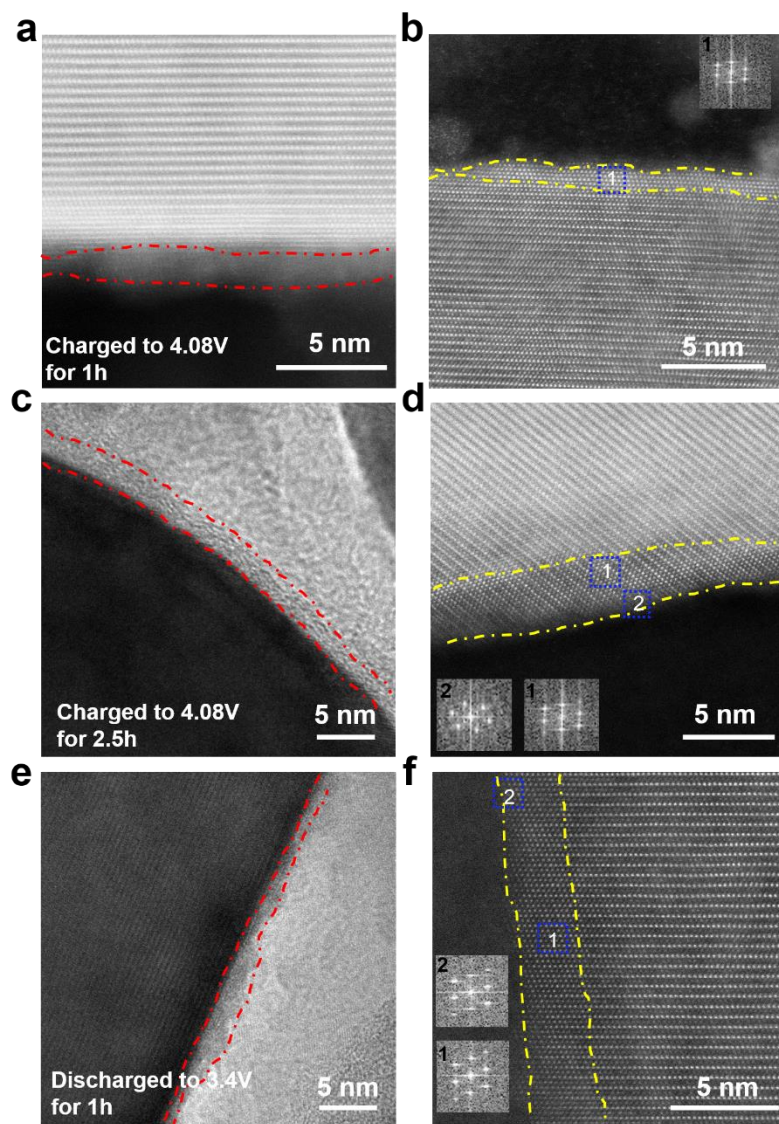 a
5 nm
Charged to 4.08V
for 1h
b
1
1
5 nm
c
Charged to 4.08V
for 2.5h
5 nm
d
1
2
2
1
5 nm
e
Discharged to 3.4V
for 1h
5 nm
f
2
1
2
1
5 nm